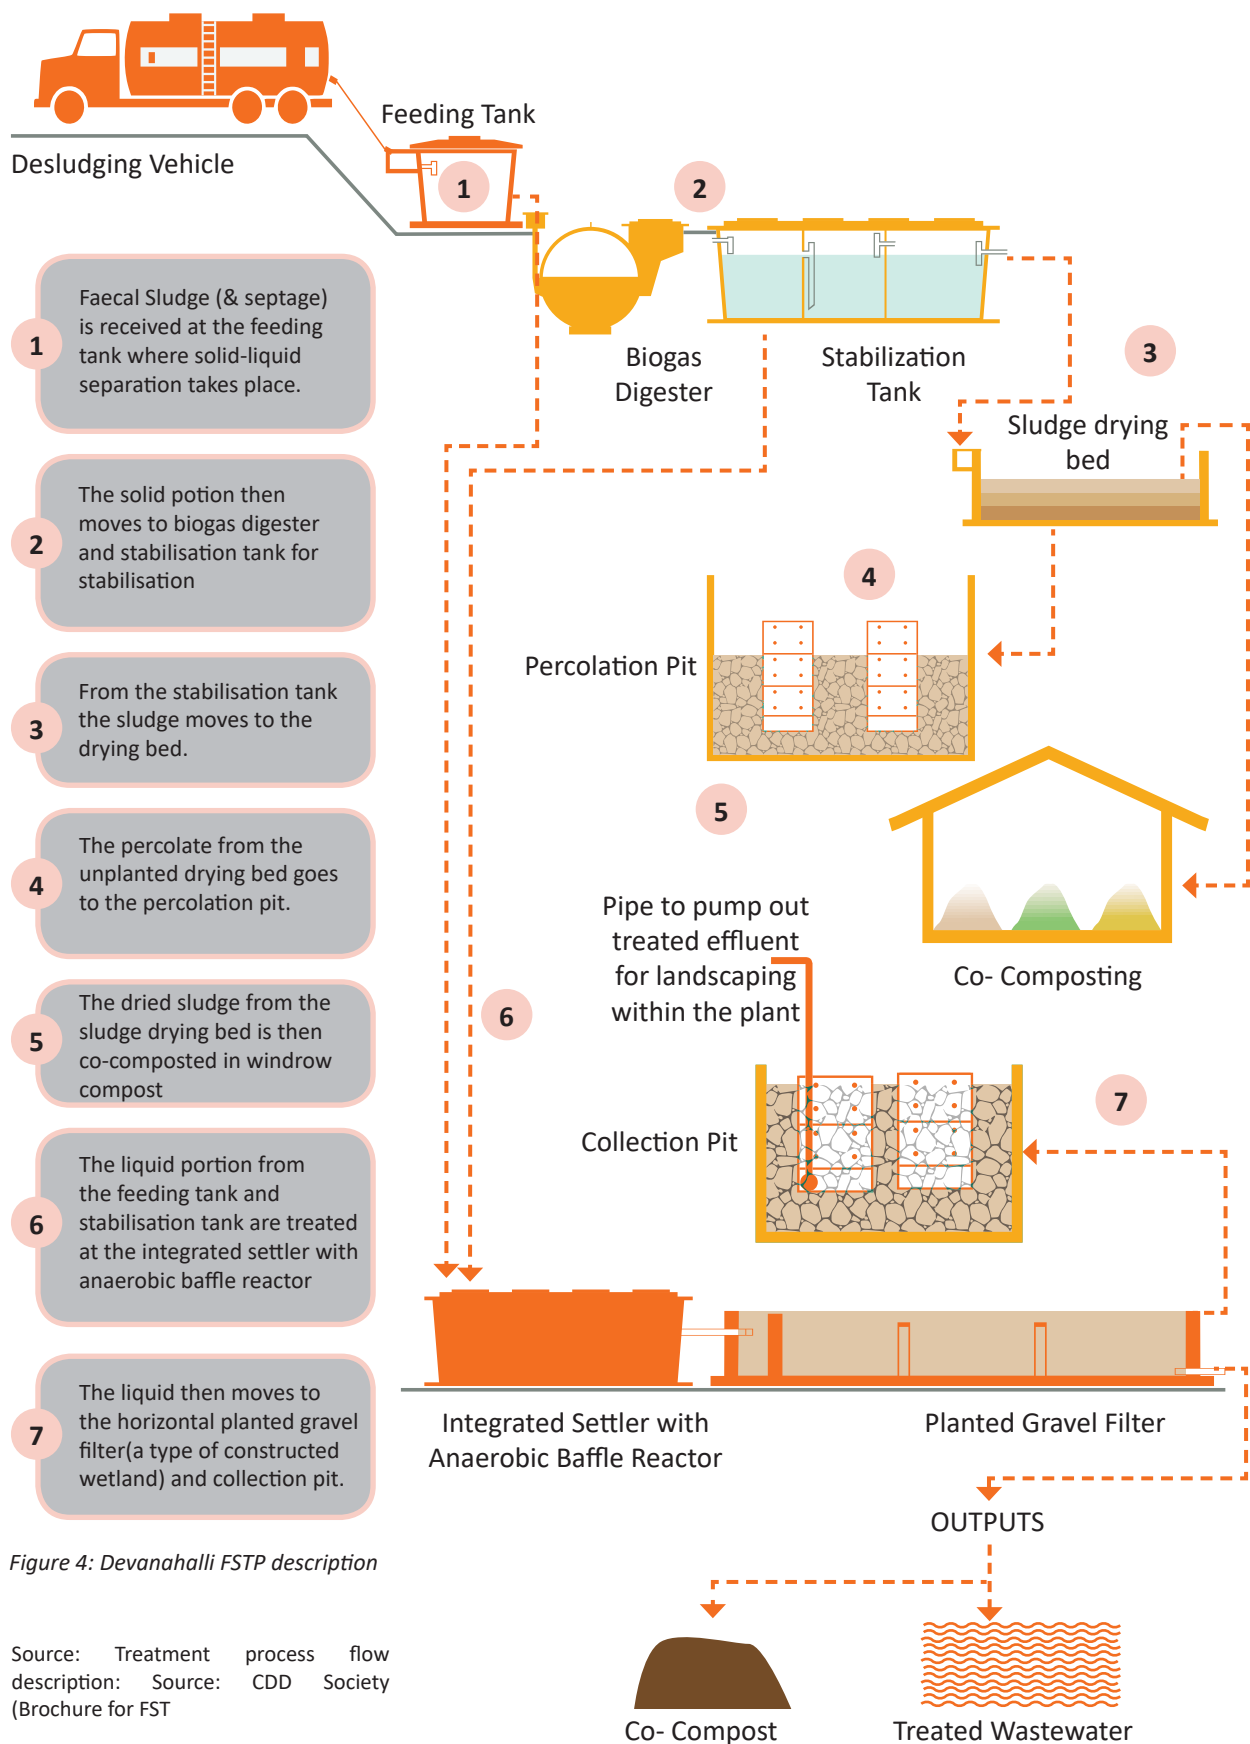 Feeding Tank
Desludging Vehicle
1
2
Biogas
Digester
Stabilization
Tank
3
Sludge drying
bed
4
Percolation Pit
5
Pipe to pump out
treated effluent
for landscaping
within the plant
Co- Composting
6
7
Collection Pit
Integrated Settler with
Anaerobic Baffle Reactor
Planted Gravel Filter
OUTPUTS
Co- Compost
Treated Wastewater
1
Faecal Sludge (& septage)
is received at the feeding
tank where solid-liquid
separation takes place.
2
The solid potion then
moves to biogas digester
and stabilisation tank for
stabilisation
3
From the stabilisation tank
the sludge moves to the
drying bed.
4
The percolate from the
unplanted drying bed goes
to the percolation pit.
5
The dried sludge from the
sludge drying bed is then
co-composted in windrow
compost
6
The liquid portion from
the feeding tank and
stabilisation tank are treated
at the integrated settler with
anaerobic baffle reactor
7
The liquid then moves to
the horizontal planted gravel
filter(a type of constructed
wetland) and collection pit.
Figure 4: Devanahalli FSTP description
Source: Treatment process flow
description: Source: CDD Society
(Brochure for FST